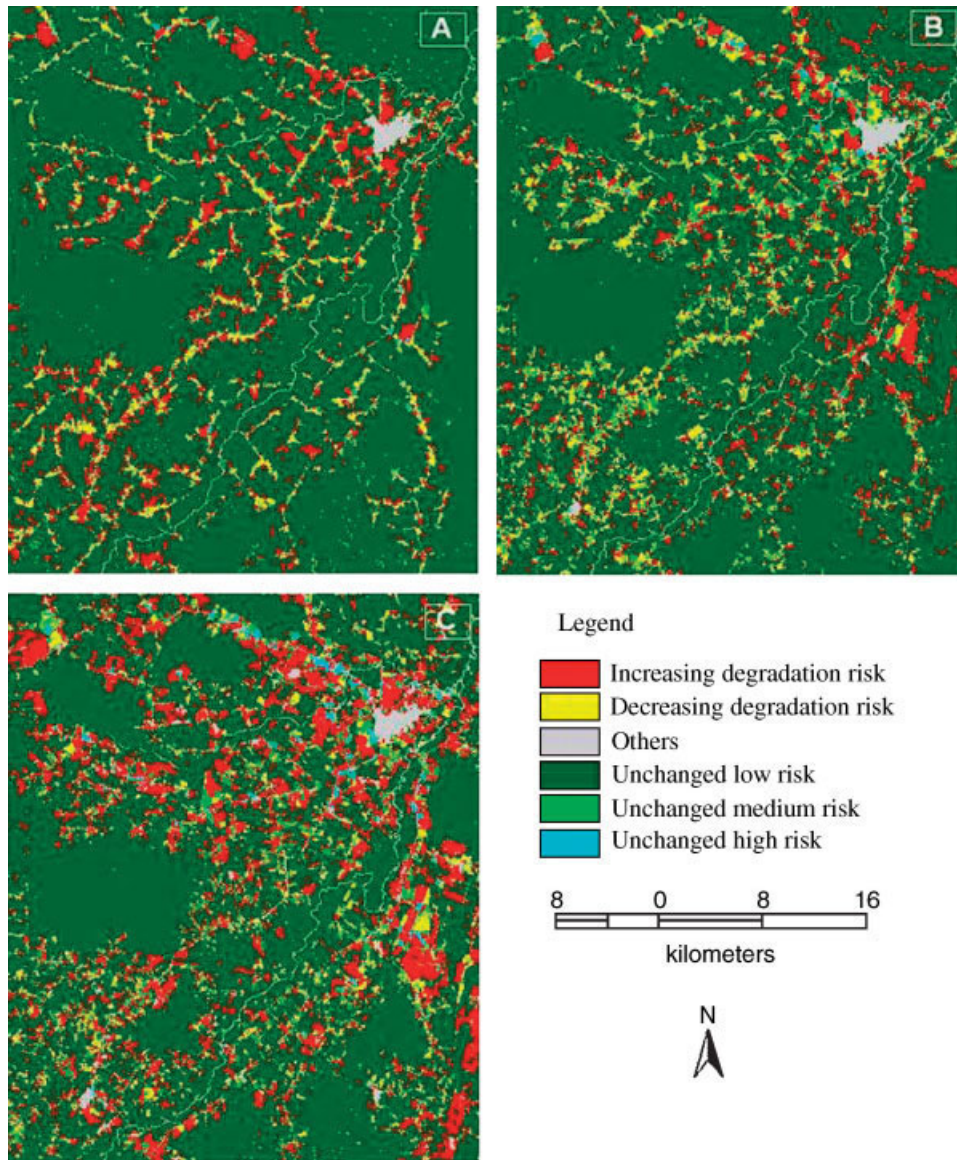 A
B
C
Legend
Increasing degradation risk
Decreasing degradation risk
Others
Unchanged low risk
Unchanged medium risk
Unchanged high risk
8 0 8 16
kilometers
N